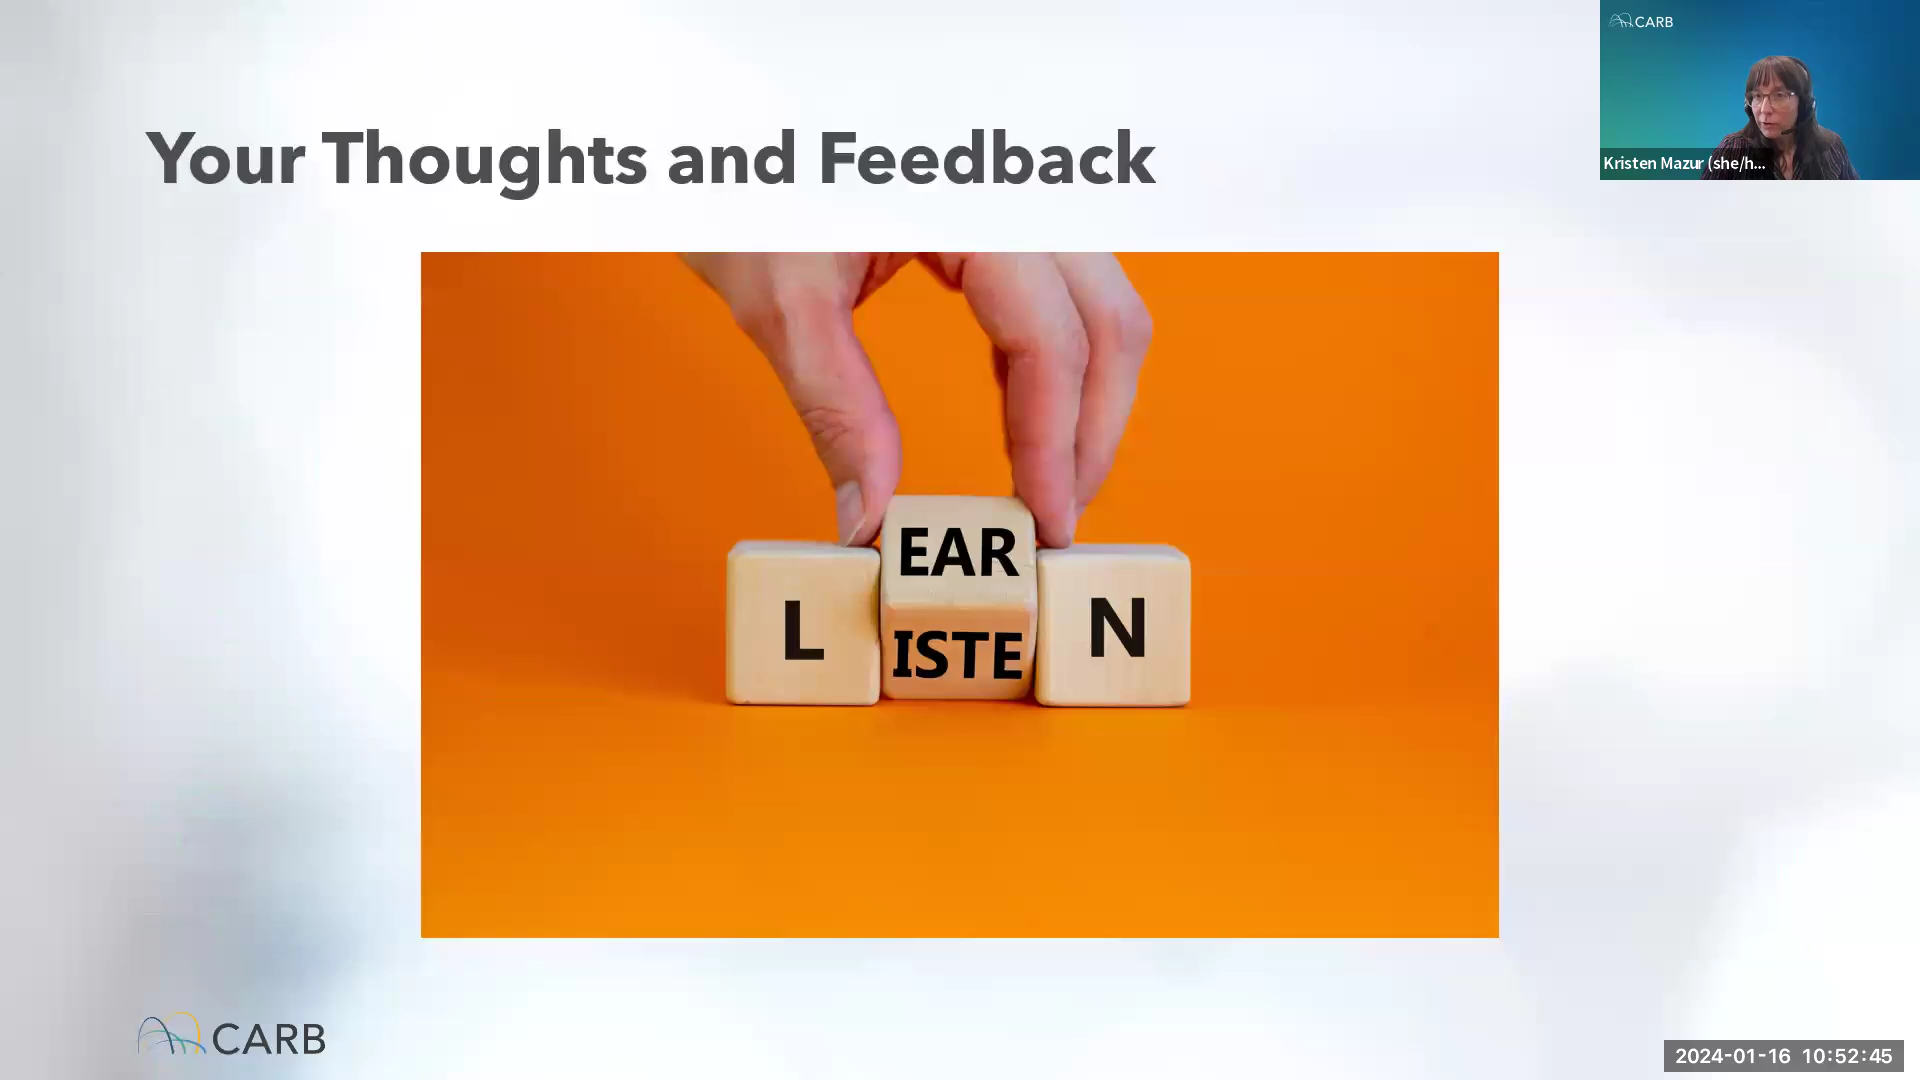 CARB
Kristen Mazur (she/h...
Your Thoughts and Feedback
EAR
L
N
ISTE
CARB
2024-01-16 10:52:45